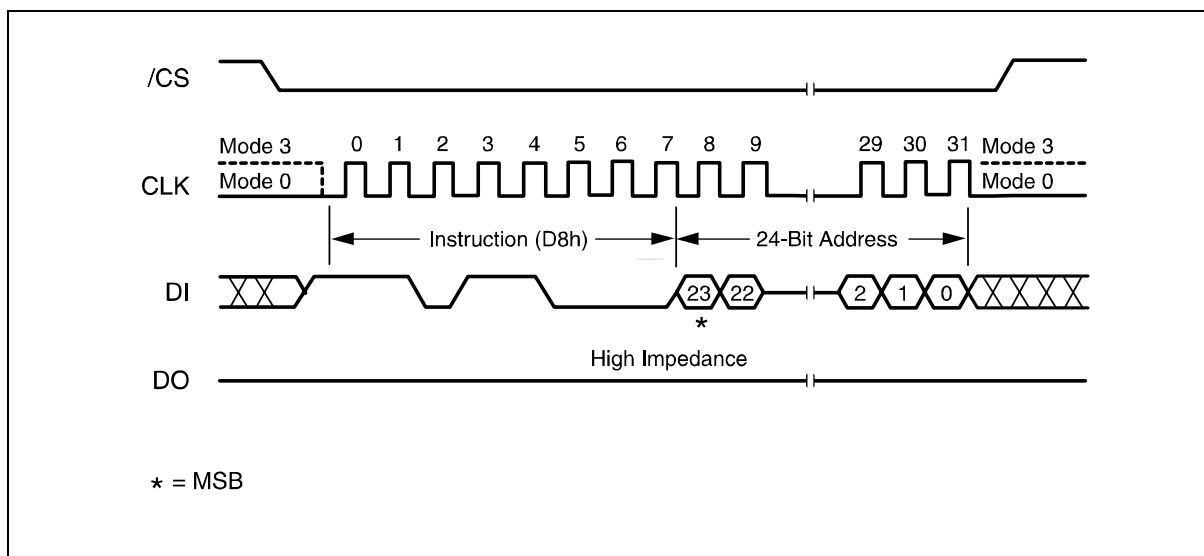 /CS
Mode 3 0 1 2 3 4 5 6 7 8 9 29 30 31 Mode 3
CLK Mode 0 Mode 0
Instruction (D8h) 24-Bit Address
DI 23 22 2 1 0
*
High Impedance
DO
* = MSB